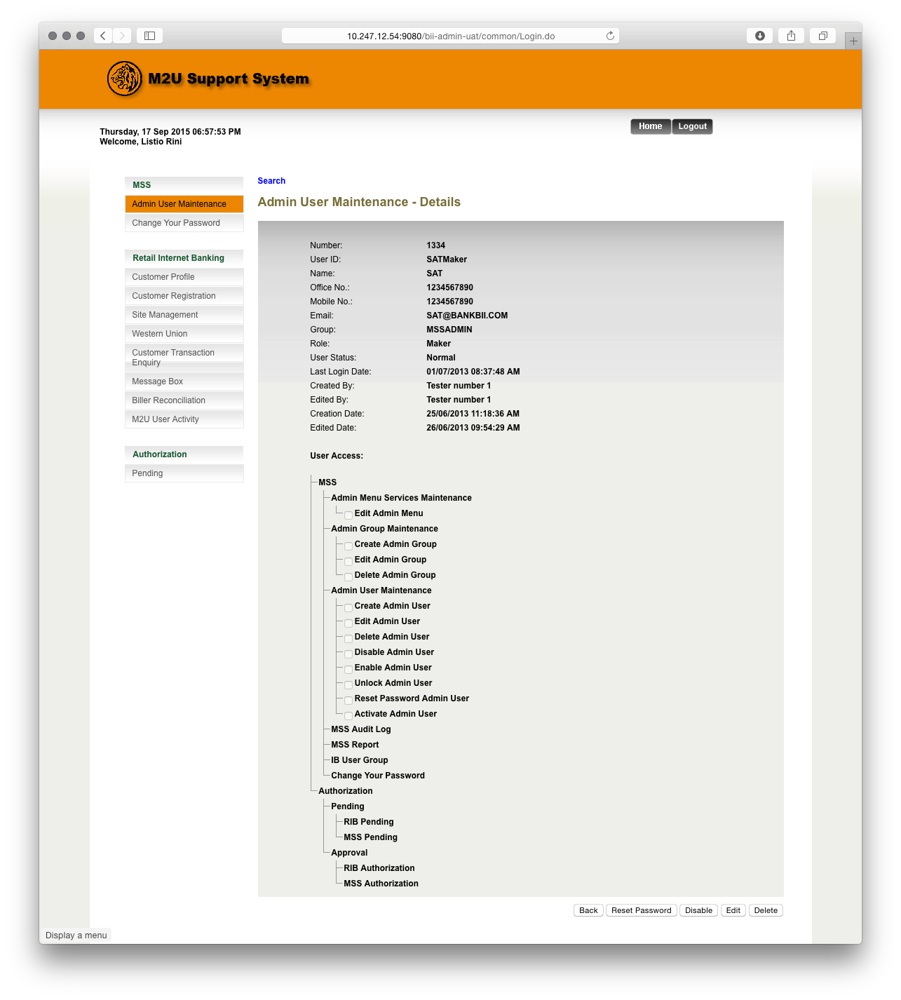 10.247.12.54:9080/bii-admin-uat/common/Login.do
M2U Support System
Thursday, 17 Sep 2015 06:57:53 PM
Welcome, Listio Rini
Home
Logout
MSS
Admin User Maintenance
Change Your Password
Retail Internet Banking
Customer Profile
Customer Registration
Site Management
Western Union
Customer Transaction
Enquiry
Message Box
Biller Reconciliation
M2U User Activity
Authorization
Pending
Search
Admin User Maintenance - Details
Number: 1334
User ID: SATMaker
Name: SAT
Office No.: 1234567890
Mobile No.: 1234567890
Email: SAT@BANKBII.COM
Group: MSSADMIN
Role: Maker
User Status: Normal
Last Login Date: 01/07/2013 08:37:48 AM
Created By: Tester number 1
Edited By: Tester number 1
Creation Date: 25/06/2013 11:18:36 AM
Edited Date: 26/06/2013 09:54:29 AM
User Access:
MSS
Admin Menu Services Maintenance
Edit Admin Menu
Admin Group Maintenance
Create Admin Group
Edit Admin Group
Delete Admin Group
Admin User Maintenance
Create Admin User
Edit Admin User
Delete Admin User
Disable Admin User
Enable Admin User
Unlock Admin User
Reset Password Admin User
Activate Admin User
MSS Audit Log
MSS Report
IB User Group
Change Your Password
Authorization
Pending
RIB Pending
MSS Pending
Approval
RIB Authorization
MSS Authorization
Back Reset Password Disable Edit Delete
Display a menu